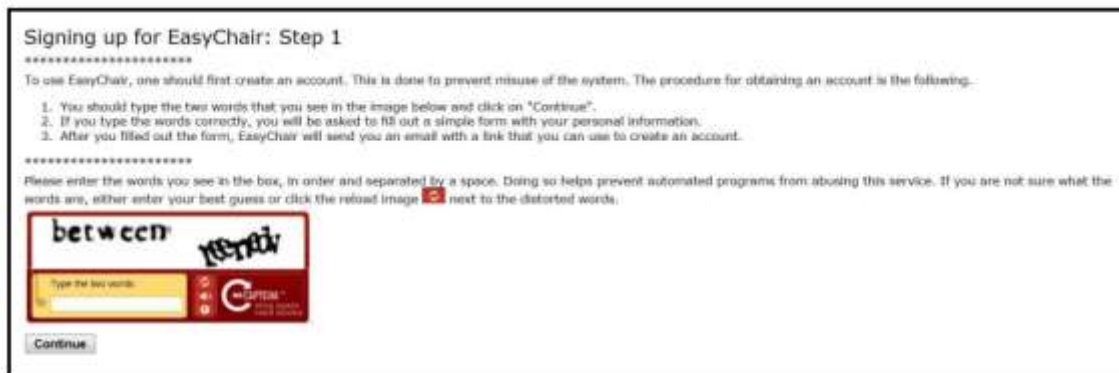 Signing up for EasyChair: Step 1
**********************
To use EasyChair, one should first create an account. This is done to prevent misuse of the system. The procedure for obtaining an account is the following.
1. You should type the two words that you see in the image below and click on "Continue".
2. If you type the words correctly, you will be asked to fill out a simple form with your personal information.
3. After you filled out the form, EasyChair will send you an email with a link that you can use to create an account.
**********************
Please enter the words you see in the box, in order and separated by a space. Doing so helps prevent automated programs from abusing this service. If you are not sure what the
words are, either enter your best guess or click the reload image next to the distorted words.
between
Type the two words:
CAPTCHA™
Continue